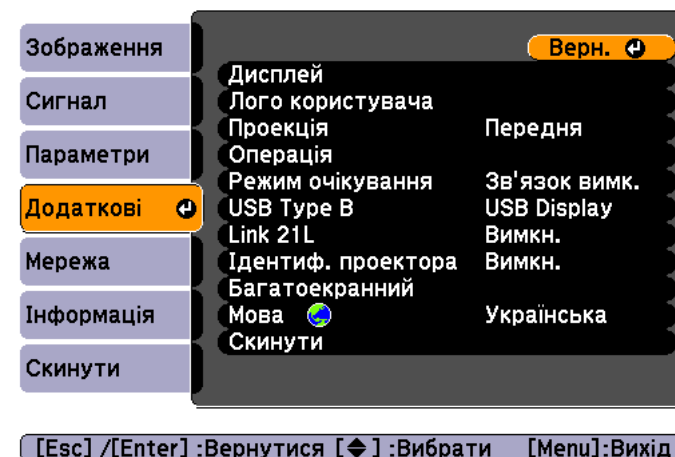 Зображення
Сигнал
Параметри
Додаткові
Мережа
Інформація
Скинути
Верн.
Дисплей
Лого користувача
Проекція Передня
Операція
Режим очікування Зв'язок вимк.
USB Type B USB Display
Link 21L Вимкн.
Ідентиф. проектора Вимкн.
Багатоекранний
Мова Українська
Скинути
[Esc] /[Enter] :Вернутися [◆] :Вибрати [Menu]:Вихід